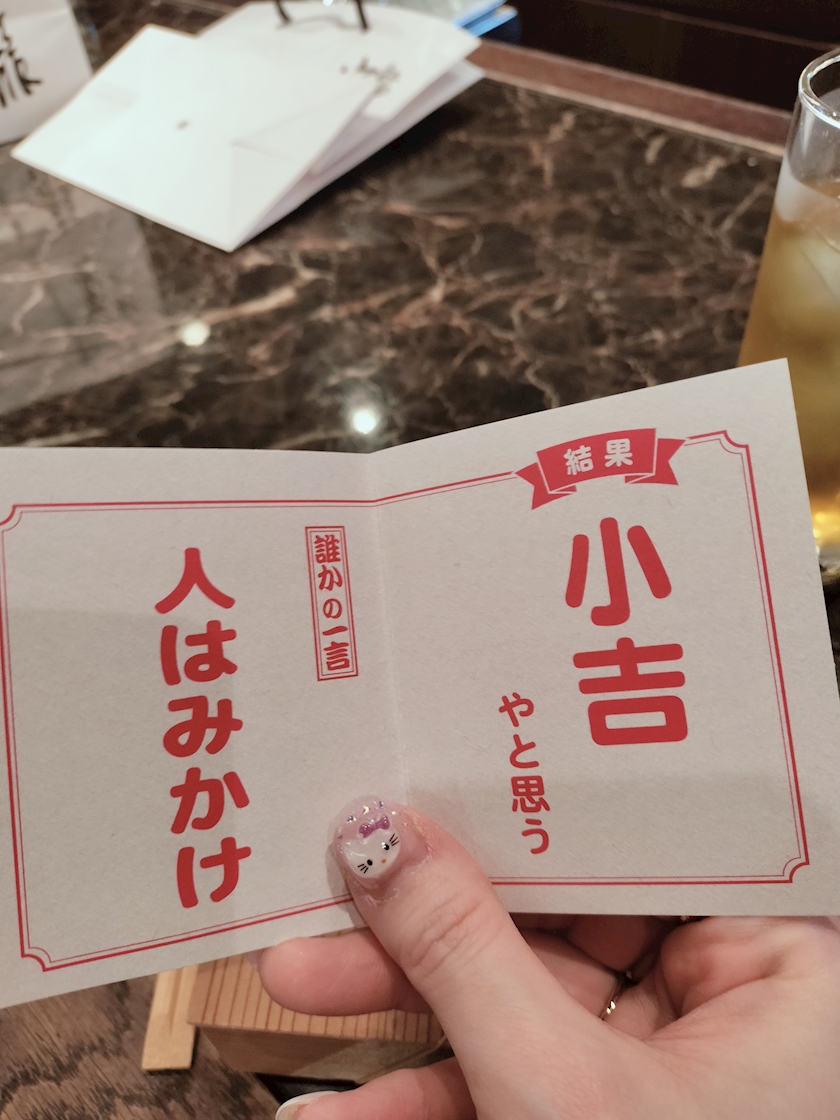 結果
小吉
やと思う
誰かの一言
人はみかけ